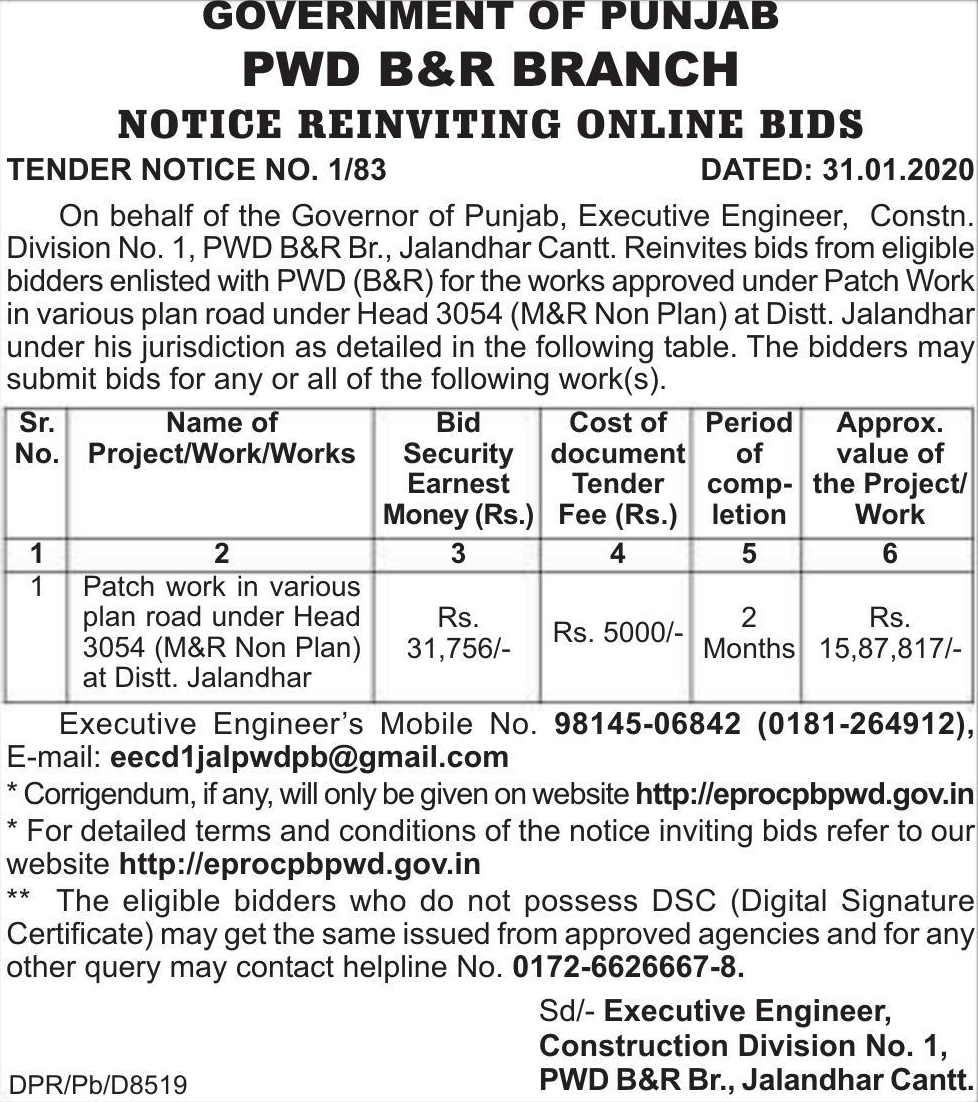 GOVERNMENT OF PUNJAB
PWD B&R BRANCH
NOTICE REINVITING ONLINE BIDS
TENDER NOTICE NO. 1/83 DATED: 31.01.2020
On behalf of the Governor of Punjab, Executive Engineer, Constn.
Division No. 1, PWD B&R Br., Jalandhar Cantt. Reinvites bids from eligible
bidders enlisted with PWD (B&R) for the works approved under Patch Work
in various plan road under Head 3054 (M&R Non Plan) at Distt. Jalandhar
under his jurisdiction as detailed in the following table. The bidders may
submit bids for any or all of the following work(s).
Sr. Name of Bid Cost of Period Approx.
No. Project/Work/Works Security document of value of
Earnest Tender comp- the Project/
Money (Rs.) Fee (Rs.) letion Work
1 2 3 4 5 6
1 Patch work in various
plan road under Head Rs. Rs. 5000/- 2 Rs.
3054 (M&R Non Plan) 31,756/- Months 15,87,817/-
at Distt. Jalandhar
Executive Engineer's Mobile No. 98145-06842 (0181-264912),
E-mail: eecd1jalpwdpb@gmail.com
* Corrigendum, if any, will only be given on website http://eprocpbpwd.gov.in
* For detailed terms and conditions of the notice inviting bids refer to our
website http://eprocpbpwd.gov.in
** The eligible bidders who do not possess DSC (Digital Signature
Certificate) may get the same issued from approved agencies and for any
other query may contact helpline No. 0172-6626667-8.
Sd/- Executive Engineer,
Construction Division No. 1,
DPR/Pb/D8519 PWD B&R Br., Jalandhar Cantt.